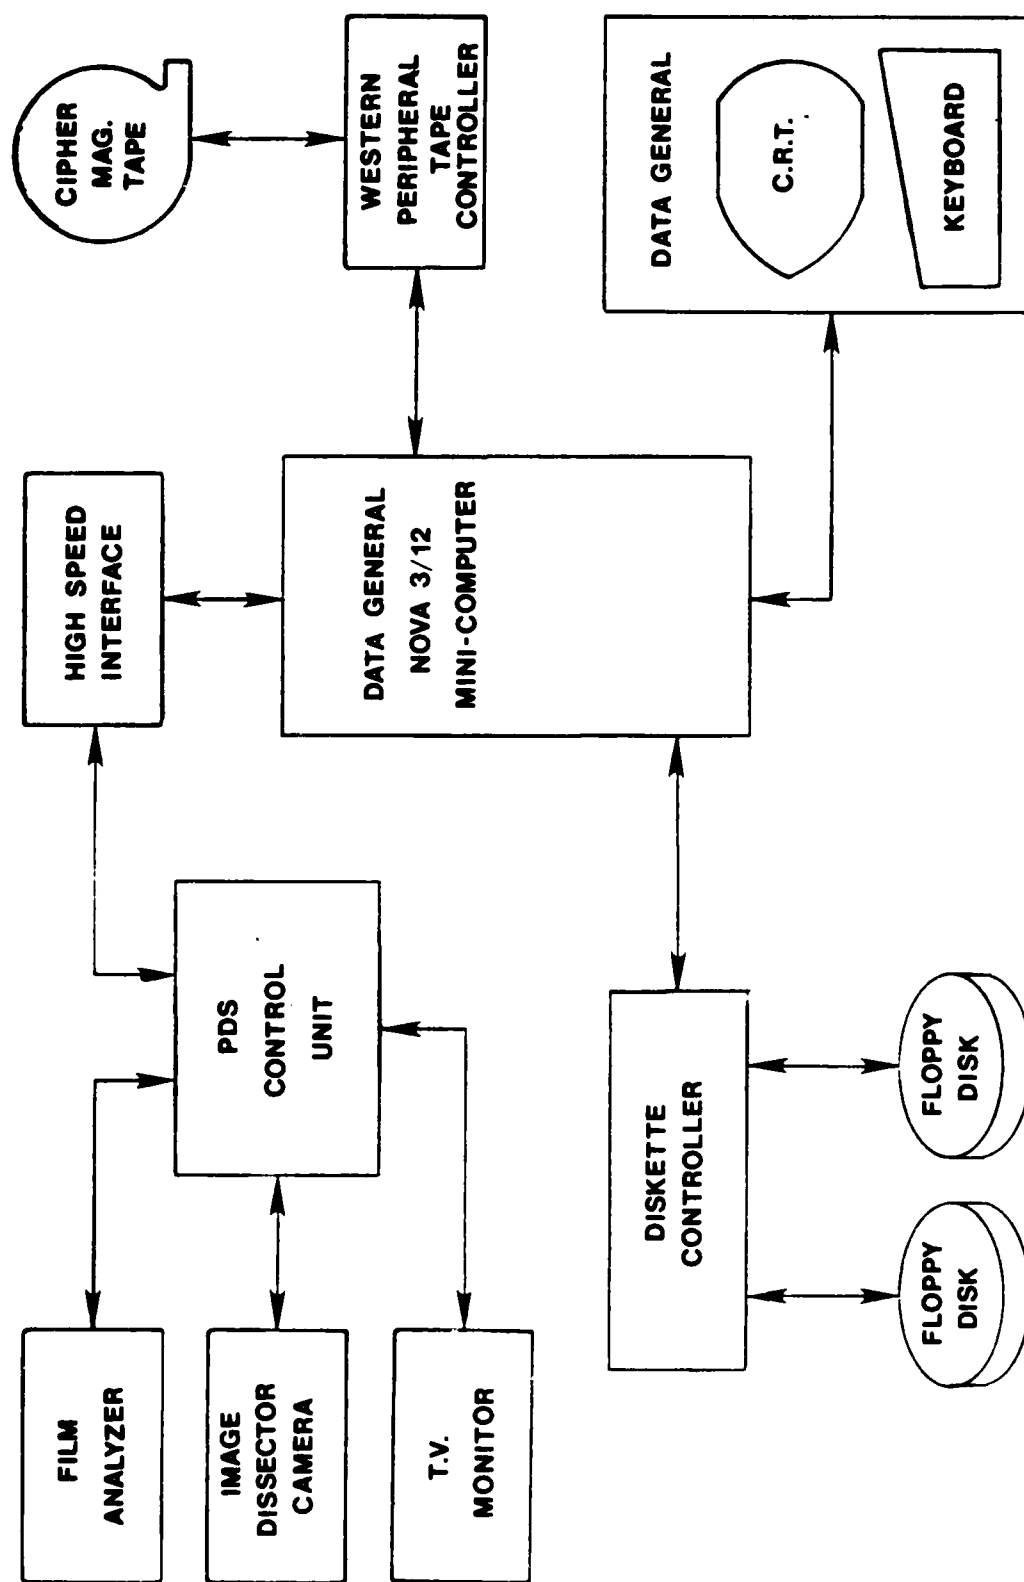 FILM
ANALYZER
IMAGE
DISSECTOR
CAMERA
T.V.
MONITOR
PDS
CONTROL
UNIT
HIGH SPEED
INTERFACE
CIPHER
MAG.
TAPE
WESTERN
PERIPHERAL
TAPE
CONTROLLER
DATA GENERAL
NOVA 3/12
MINI-COMPUTER
DISKETTE
CONTROLLER
FLOPPY
DISK
FLOPPY
DISK
DATA GENERAL
C.R.T.
KEYBOARD